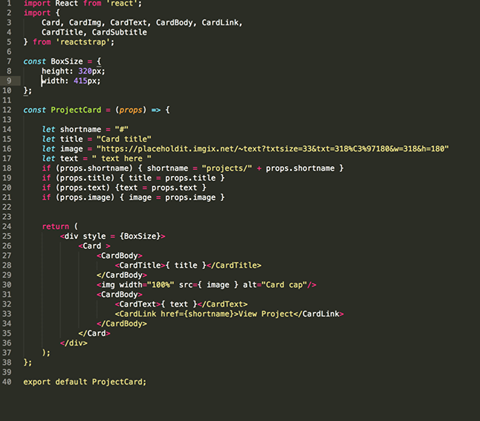 1 import React from 'react';
2 import {
3 Card, CardImg, CardText, CardBody, CardLink,
4 CardTitle, CardSubtitle
5 } from 'reactstrap';
6
7 const BoxSize = {
8 height: 320px;
9 width: 415px;
10 };
11
12 const ProjectCard = (props) => {
13
14 let shortname = "#"
15 let title = "Card title"
16 let image = "https://placeholdit.imgix.net/~text?txtsize=33&txt=318%C3%97180&w=318&h=180"
17 let text = " text here "
18 if (props.shortname) { shortname = "projects/" + props.shortname }
19 if (props.title) { title = props.title }
20 if (props.text) {text = props.text }
21 if (props.image) { image = props.image }
22
23
24 return (
25 <div style = {BoxSize}>
26 <Card >
27 <CardBody>
28 <CardTitle>{ title }</CardTitle>
29 </CardBody>
30 <img width="100%" src={ image } alt="Card cap"/>
31 <CardBody>
32 <CardText>{ text }</CardText>
33 <CardLink href={shortname}>View Project</CardLink>
34 </CardBody>
35 </Card>
36 </div>
37 );
38 };
39
40 export default ProjectCard;